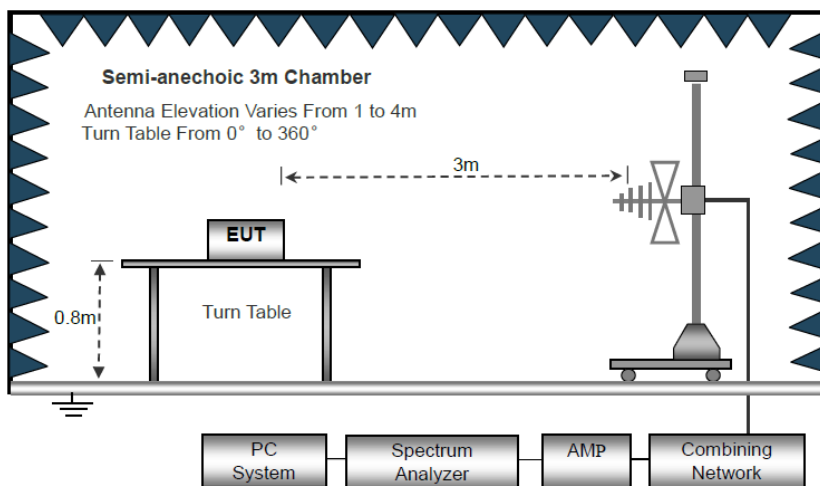 Semi-anechoic 3m Chamber
Antenna Elevation Varies From 1 to 4m
Turn Table From 0° to 360°
3m
EUT
0.8m
Turn Table
PC
System
Spectrum
Analyzer
AMP
Combining
Network